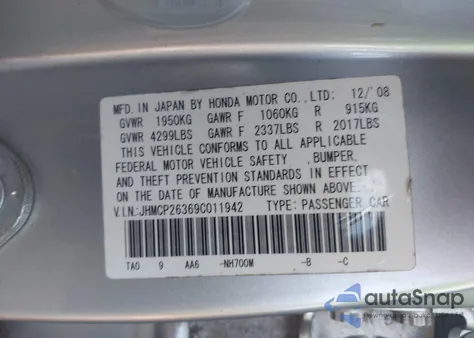 MFD. IN JAPAN BY HONDA MOTOR CO., LTD: 12/'08
GVWR 1950KG GAWR F 1060KG R 915KG
GVWR 4299LBS GAWR F 2337LBS R 2017LBS
THIS VEHICLE CONFORMS TO ALL APPLICABLE
FEDERAL MOTOR VEHICLE SAFETY ,BUMPER,
AND THEFT PREVENTION STANDARDS IN EFFECT
ON THE DATE OF MANUFACTURE SHOWN ABOVE.
V.I.N.:JHMCP26369C011942 TYPE: PASSENGER CAR
TA0 9 AA6 -NH700M -B -C
autoSnap